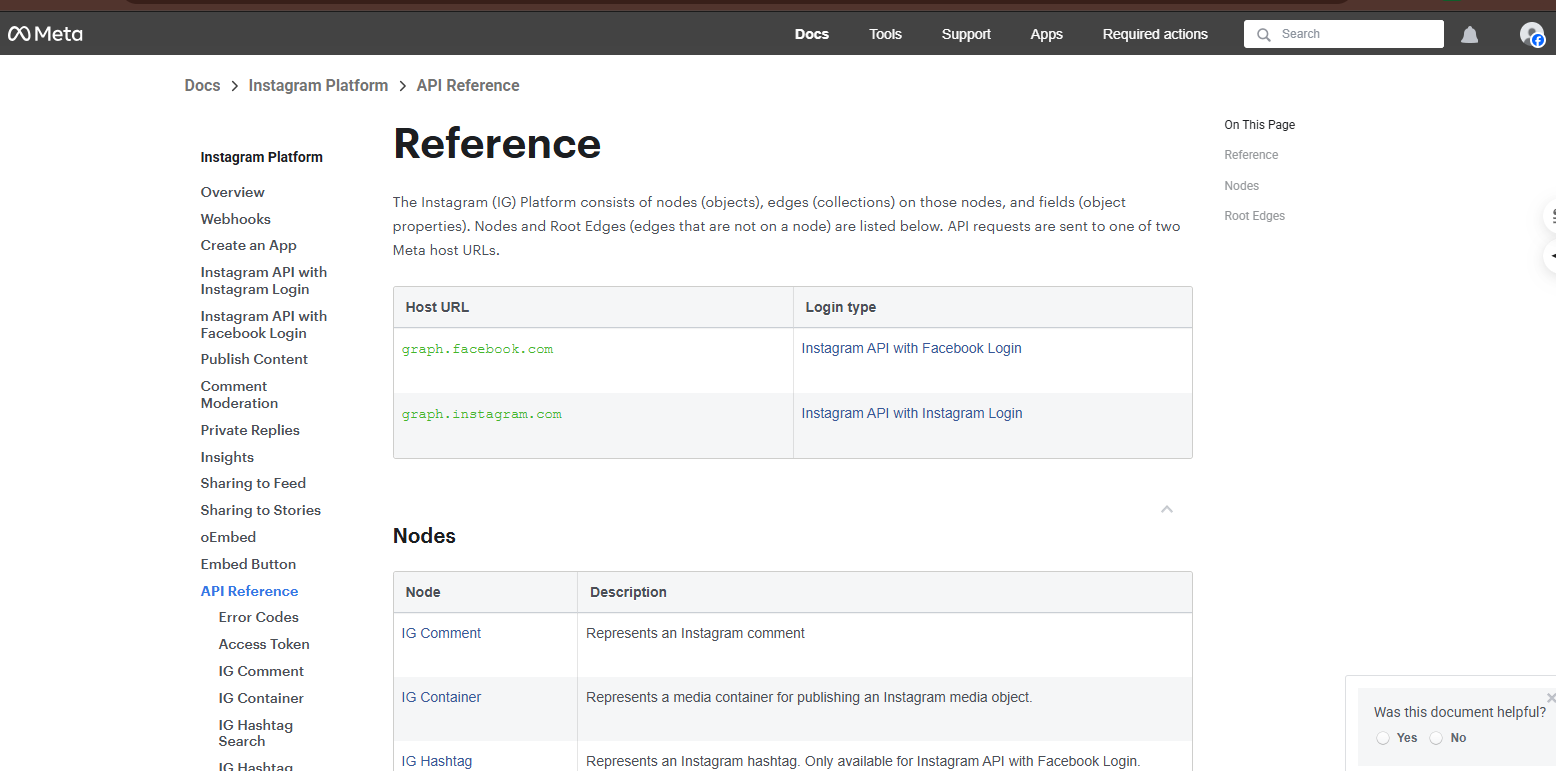 Meta
Docs
Tools
Support
Apps
Required actions
Search
Docs > Instagram Platform > API Reference
Instagram Platform
Overview
Webhooks
Create an App
Instagram API with
Instagram Login
Instagram API with
Facebook Login
Publish Content
Comment
Moderation
Private Replies
Insights
Sharing to Feed
Sharing to Stories
oEmbed
Embed Button
API Reference
Error Codes
Access Token
IG Comment
IG Container
IG Hashtag
Search
IG Hashtag
Reference
The Instagram (IG) Platform consists of nodes (objects), edges (collections) on those nodes, and fields (object
properties). Nodes and Root Edges (edges that are not on a node) are listed below. API requests are sent to one of two
Meta host URLs.
Host URL
Login type
graph.facebook.com
Instagram API with Facebook Login
graph.instagram.com
Instagram API with Instagram Login
Nodes
Node
Description
IG Comment
Represents an Instagram comment
IG Container
Represents a media container for publishing an Instagram media object.
IG Hashtag
Represents an Instagram hashtag. Only available for Instagram API with Facebook Login.
On This Page
Reference
Nodes
Root Edges
Was this document helpful?
Yes
No